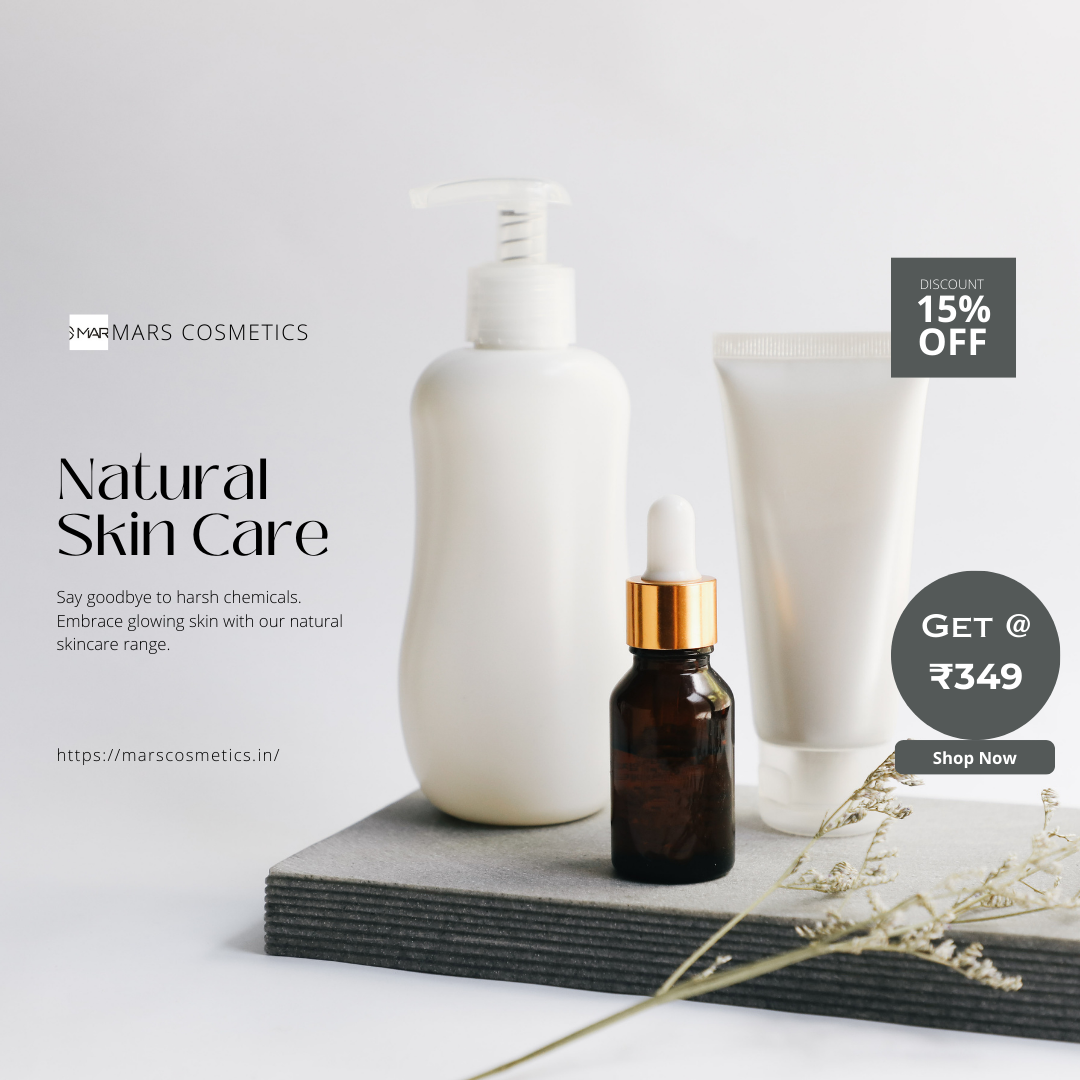 MAR
MARS COSMETICS
Natural
Skin Care
Say goodbye to harsh chemicals.
Embrace glowing skin with our natural
skincare range.
https://marscosmetics.in/
DISCOUNT
15%
OFF
GET @
₹349
Shop Now